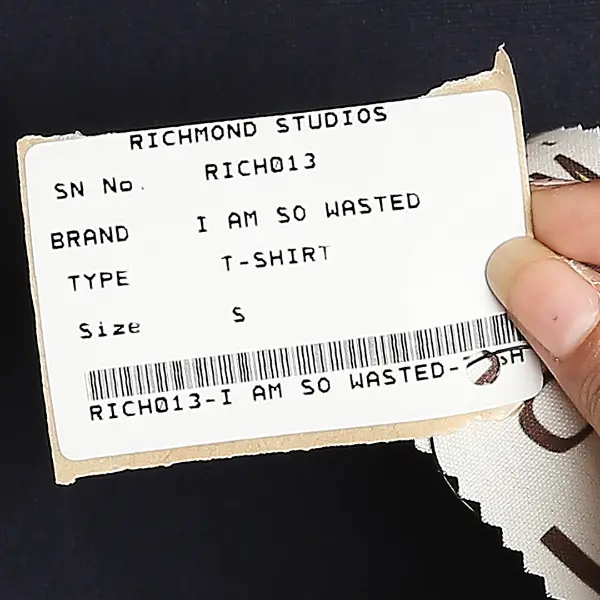 RICHMOND STUDIOS
SN No. RICH013
BRAND I AM SO WASTED
TYPE T-SHIRT
Size S
RICH013-I AM SO WASTED-